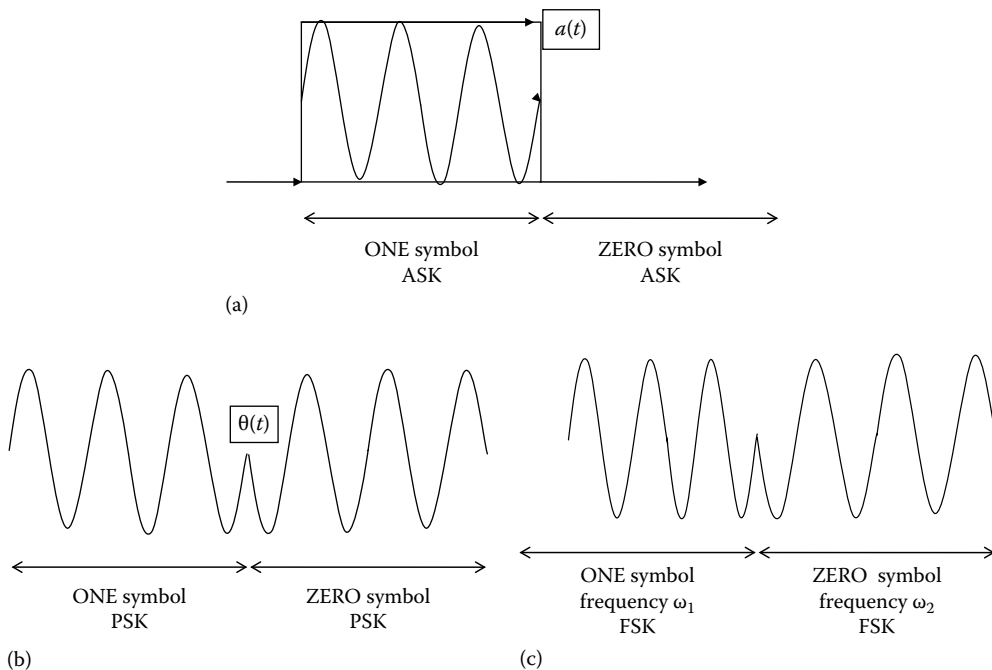 a(t)
ONE symbol
ASK
ZERO symbol
ASK
(a)
θ(t)
ONE symbol
PSK
ZERO symbol
PSK
(b)
ONE symbol
frequency ω₁
FSK
ZERO symbol
frequency ω₂
FSK
(c)